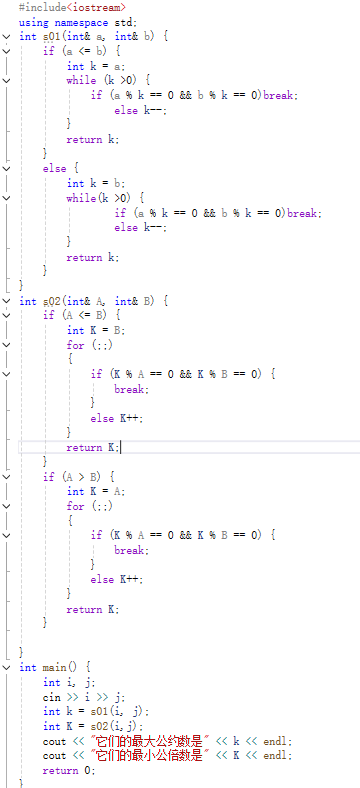 #include<iostream>
using namespace std;
int s01(int& a, int& b) {
if (a <= b) {
int k = a;
while (k >0) {
if (a % k == 0 && b % k == 0)break;
else k--;
}
return k;
}
else {
int k = b;
while(k >0) {
if (a % k == 0 && b % k == 0)break;
else k--;
}
return k;
}
}
int s02(int& A, int& B) {
if (A <= B) {
int K = B;
for (;;)
{
if (K % A == 0 && K % B == 0) {
break;
}
else K++;
}
return K;
}
if (A > B) {
int K = A;
for (;;)
{
if (K % A == 0 && K % B == 0) {
break;
}
else K++;
}
return K;
}
}
int main() {
int i, j;
cin >> i >> j;
int k = s01(i, j);
int K = s02(i,j);
cout << "它们的最大公约数是" << k << endl;
cout << "它们的最小公倍数是" << K << endl;
return 0;
}